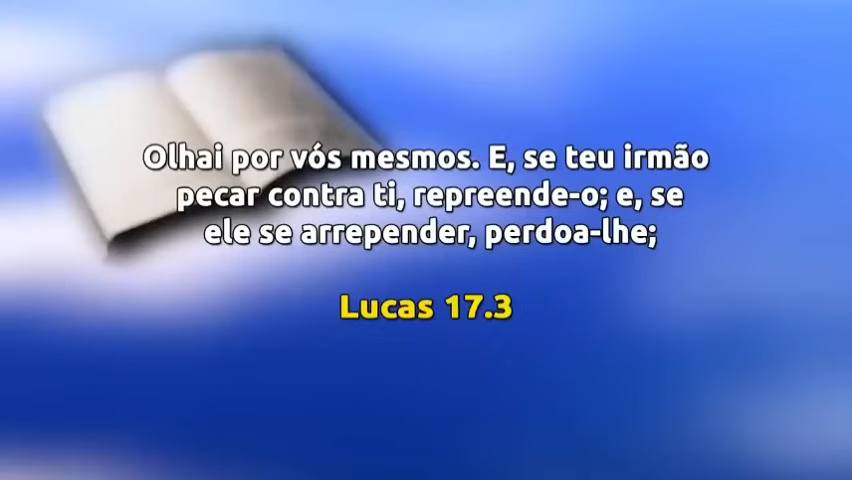 Olhai por vós mesmos. E, se teu irmão
pecar contra ti, repreende-o; e, se
ele se arrepender, perdoa-lhe;
Lucas 17.3